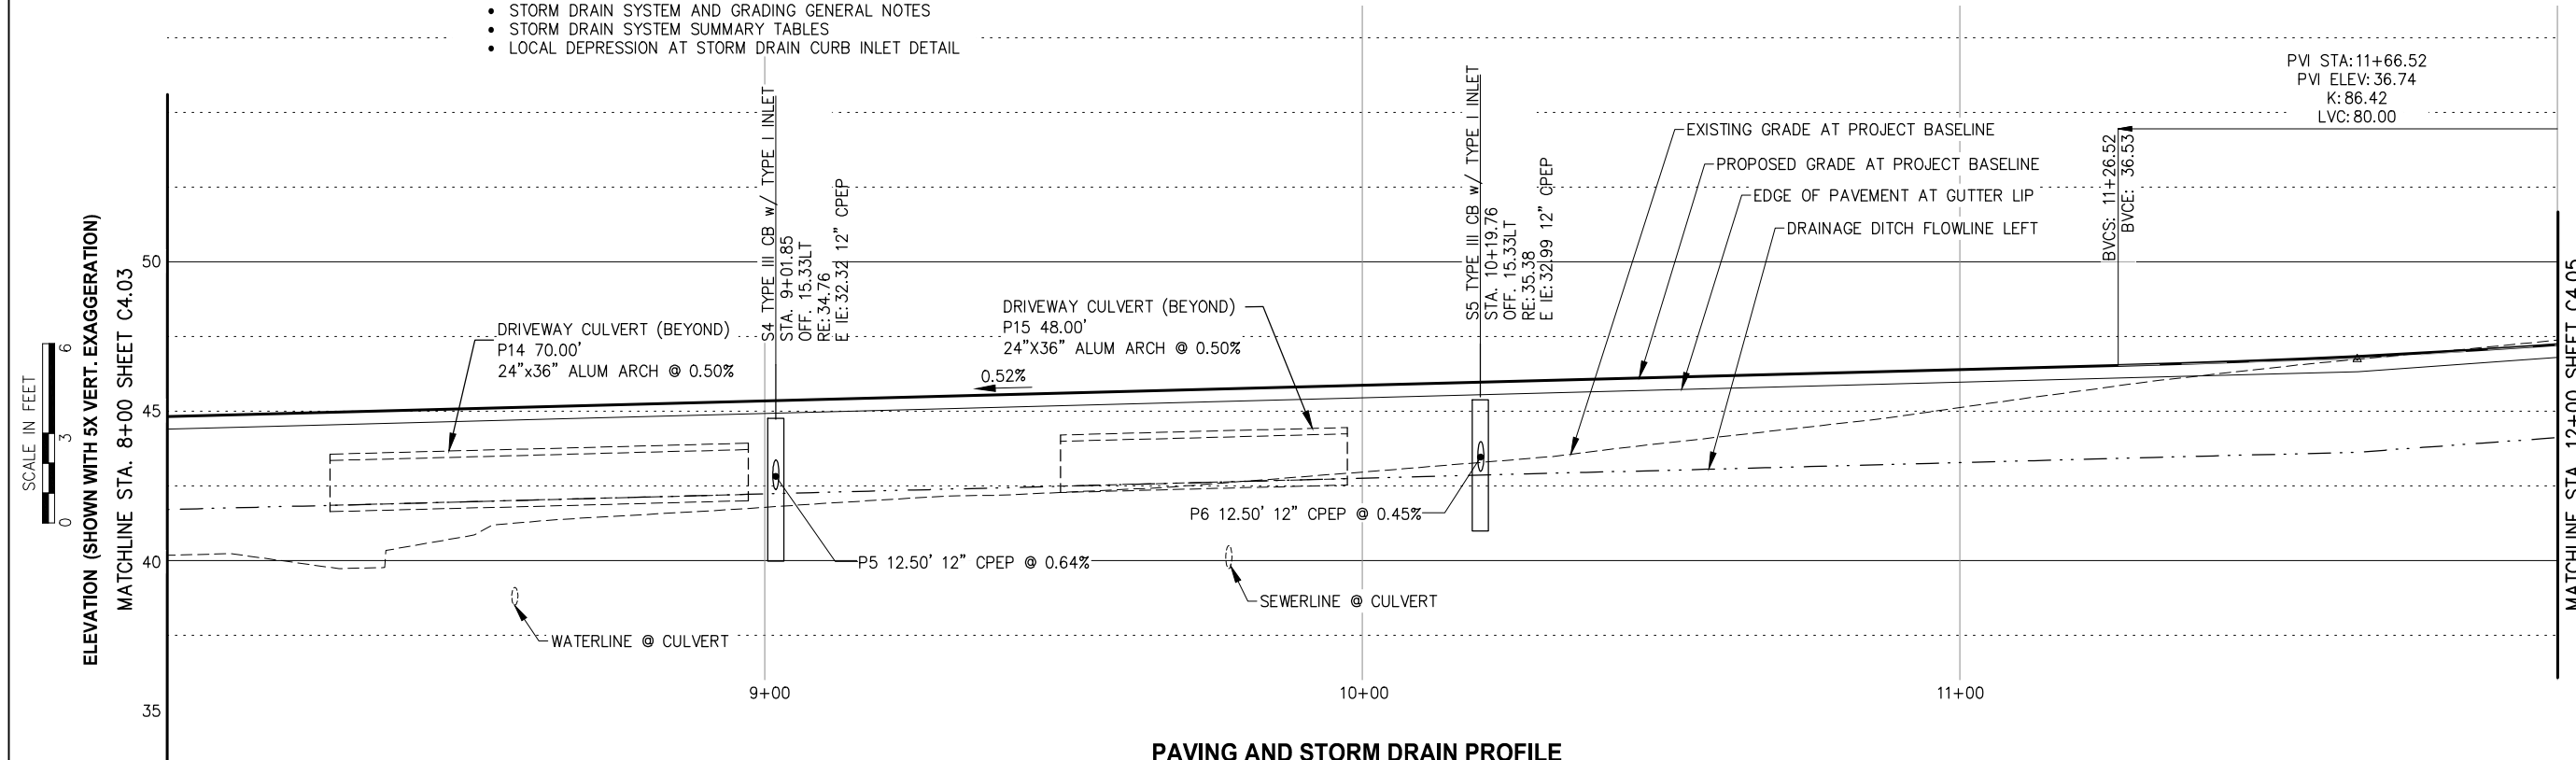 • STORM DRAIN SYSTEM AND GRADING GENERAL NOTES
• STORM DRAIN SYSTEM SUMMARY TABLES
• LOCAL DEPRESSION AT STORM DRAIN CURB INLET DETAIL
SCALE IN FEET
0
3
6
ELEVATION (SHOWN WITH 5X VERT. EXAGGERATION)
MATCHLINE STA. 8+00 SHEET C4.03
50
45
40
35
DRIVEWAY CULVERT (BEYOND)
P14 70.00'
24"x36" ALUM ARCH @ 0.50%
S4 TYPE III CB w/ TYPE I INLET
STA. 9+01.85
OFF. 15.33LT
RE:34.76
E IE:32.32 12" CPEP
0.52%
DRIVEWAY CULVERT (BEYOND)
P15 48.00'
24"X36" ALUM ARCH @ 0.50%
S5 TYPE III CB w/ TYPE I INLET
STA. 10+19.76
OFF. 15.33LT
RE:35.38
E IE:32.99 12" CPEP
EXISTING GRADE AT PROJECT BASELINE
PROPOSED GRADE AT PROJECT BASELINE
EDGE OF PAVEMENT AT GUTTER LIP
DRAINAGE DITCH FLOWLINE LEFT
PVI STA:11+66.52
PVI ELEV:36.74
K:86.42
LVC:80.00
BVCS: 11+26.52
BVCE: 36.53
P6 12.50' 12" CPEP @ 0.45%
P5 12.50' 12" CPEP @ 0.64%
SEWERLINE @ CULVERT
WATERLINE @ CULVERT
MATCHLINE STA. 12+00 SHEET C4.05
9+00
10+00
11+00
PAVING AND STORM DRAIN PROFILE